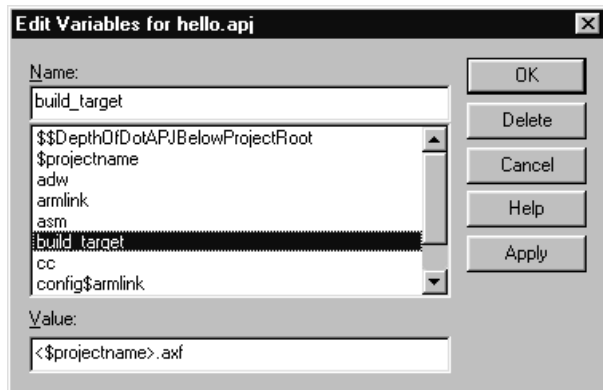 Edit Variables for hello.apj
Name:
build_target
$$DepthOfDotAPJBelowProjectRoot
$projectname
adw
armlink
asm
build_target
cc
config$armlink
Value:
<$projectname>.axf
OK
Delete
Cancel
Help
Apply